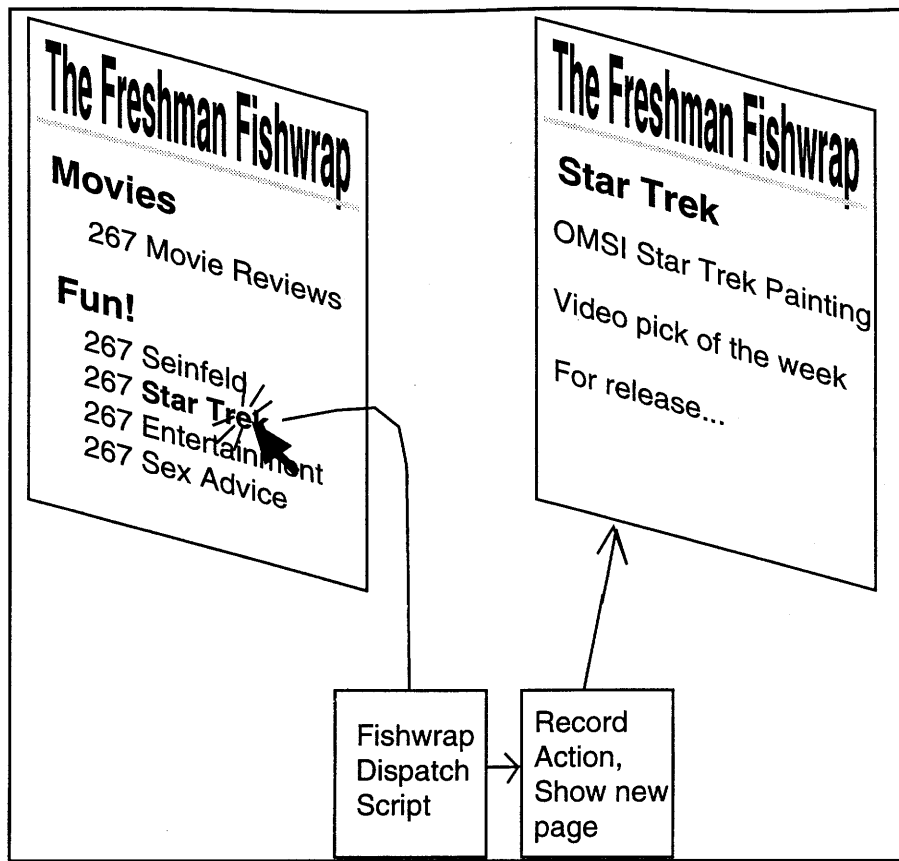 The Freshman Fishwrap
Movies
267 Movie Reviews
Fun!
267 Seinfeld
267 Star Trek
267 Entertainment
267 Sex Advice
The Freshman Fishwrap
Star Trek
OMSI Star Trek Painting
Video pick of the week
For release...
Fishwrap
Dispatch
Script
Record
Action,
Show new
page